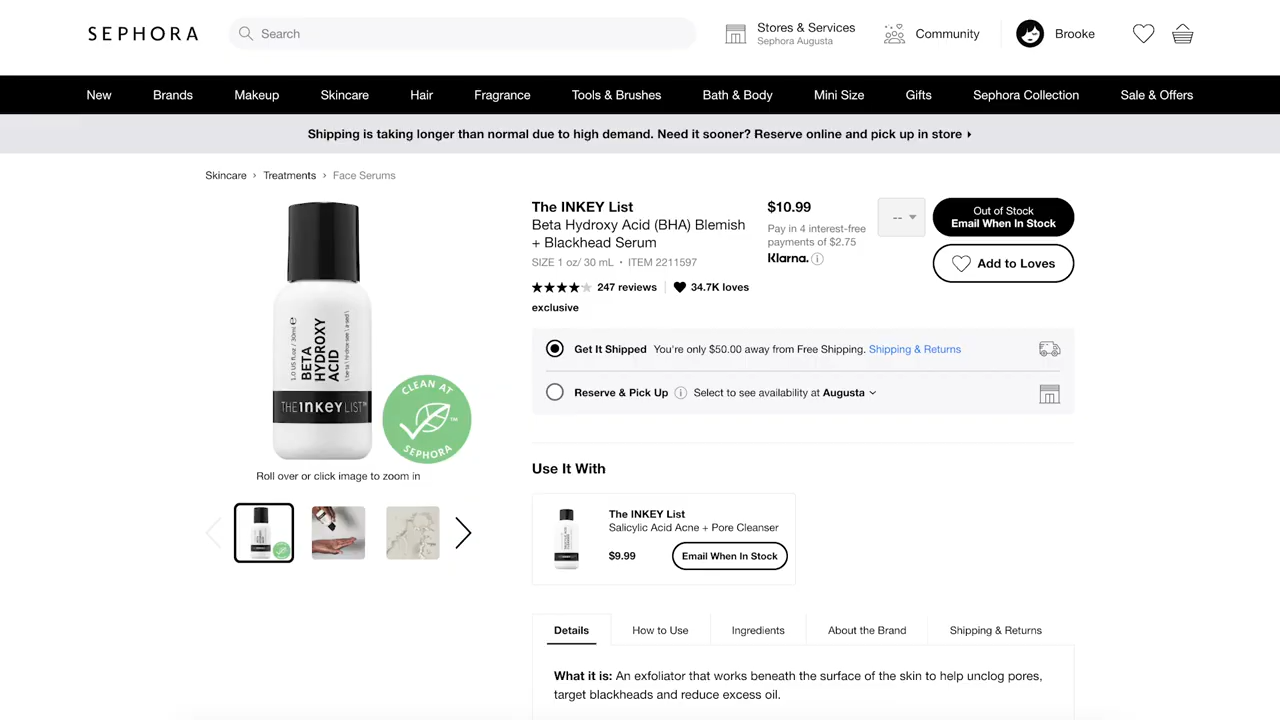 SEPHORA
Search
Stores & Services
Sephora Augusta
Community
Brooke
New
Brands
Makeup
Skincare
Hair
Fragrance
Tools & Brushes
Bath & Body
Mini Size
Gifts
Sephora Collection
Sale & Offers
Shipping is taking longer than normal due to high demand. Need it sooner? Reserve online and pick up in store
Skincare › Treatments › Face Serums
1.0 US fl.oz / 30ml ℮
BETA
HYDROXY
ACID
THE INKEY LIST™
CLEAN AT
SEPHORA
™
Roll over or click image to zoom in
The INKEY List
Beta Hydroxy Acid (BHA) Blemish
+ Blackhead Serum
SIZE 1 oz/ 30 mL • ITEM 2211597
247 reviews
34.7K loves
exclusive
$10.99
Pay in 4 interest-free
payments of $2.75
Klarna.
--
Out of Stock
Email When In Stock
Add to Loves
Get It Shipped You're only $50.00 away from Free Shipping. Shipping & Returns
Reserve & Pick Up Select to see availability at Augusta
Use It With
The INKEY List
Salicylic Acid Acne + Pore Cleanser
$9.99
Email When In Stock
Details
How to Use
Ingredients
About the Brand
Shipping & Returns
What it is: An exfoliator that works beneath the surface of the skin to help unclog pores,
target blackheads and reduce excess oil.